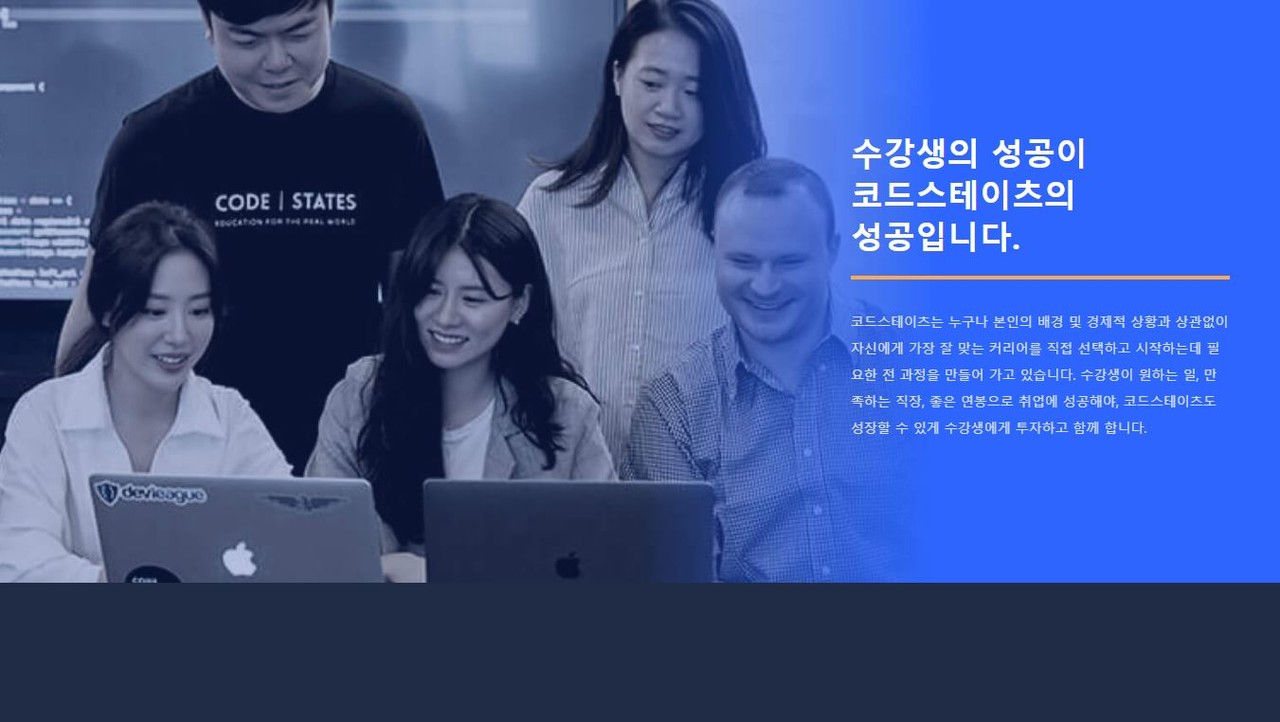 CODE | STATES
EDUCATION FOR THE REAL WORLD
devleague
수강생의 성공이
코드스테이츠의
성공입니다.
코드스테이츠는 누구나 본인의 배경 및 경제적 상황과 상관없이
자신에게 가장 잘 맞는 커리어를 직접 선택하고 시작하는데 필
요한 전 과정을 만들어 가고 있습니다. 수강생이 원하는 일, 만
족하는 직장, 좋은 연봉으로 취업에 성공해야, 코드스테이츠도
성장할 수 있게 수강생에게 투자하고 함께 합니다.